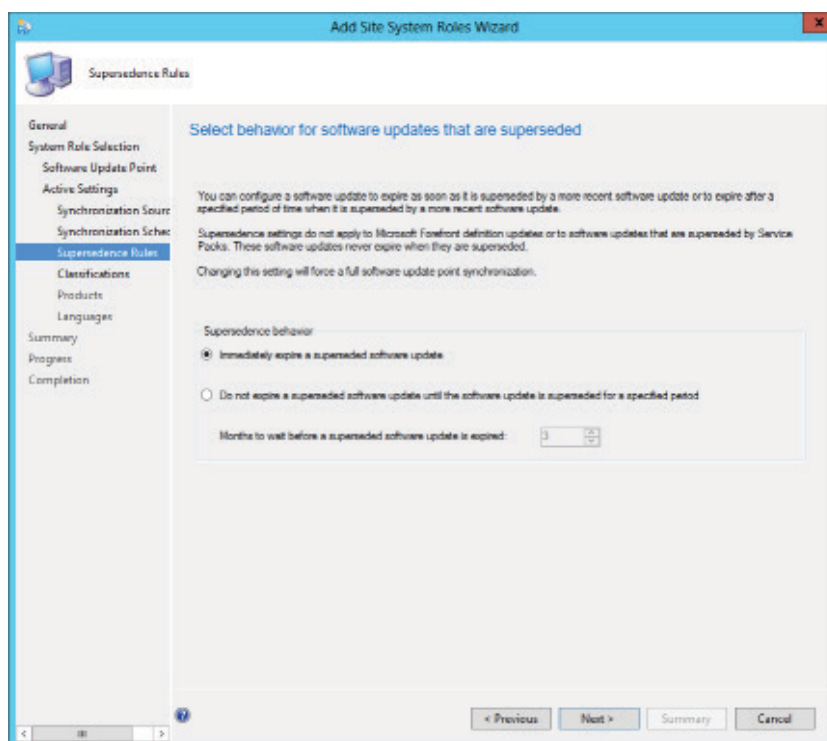 Add Site System Roles Wizard
x
Supersedence Rules
General
System Role Selection
Software Update Point
Active Settings
Synchronization Sourc
Synchronization Sched
Supersedence Rules
Classifications
Products
Languages
Summary
Progress
Completion
Select behavior for software updates that are superseded
You can configure a software update to expire as soon as it is superseded by a more recent software update or to expire after a
specified period of time when it is superseded by a more recent software update.
Supersedence settings do not apply to Microsoft Forefront definition updates or to software updates that are superseded by Service
Packs. These software updates never expire when they are superseded.
Changing this setting will force a full software update point synchronization.
Supersedence behavior
Immediately expire a superseded software update
Do not expire a superseded software update until the software update is superseded for a specified period
Months to wait before a superseded software update is expired: 3
< Previous Next > Summary Cancel